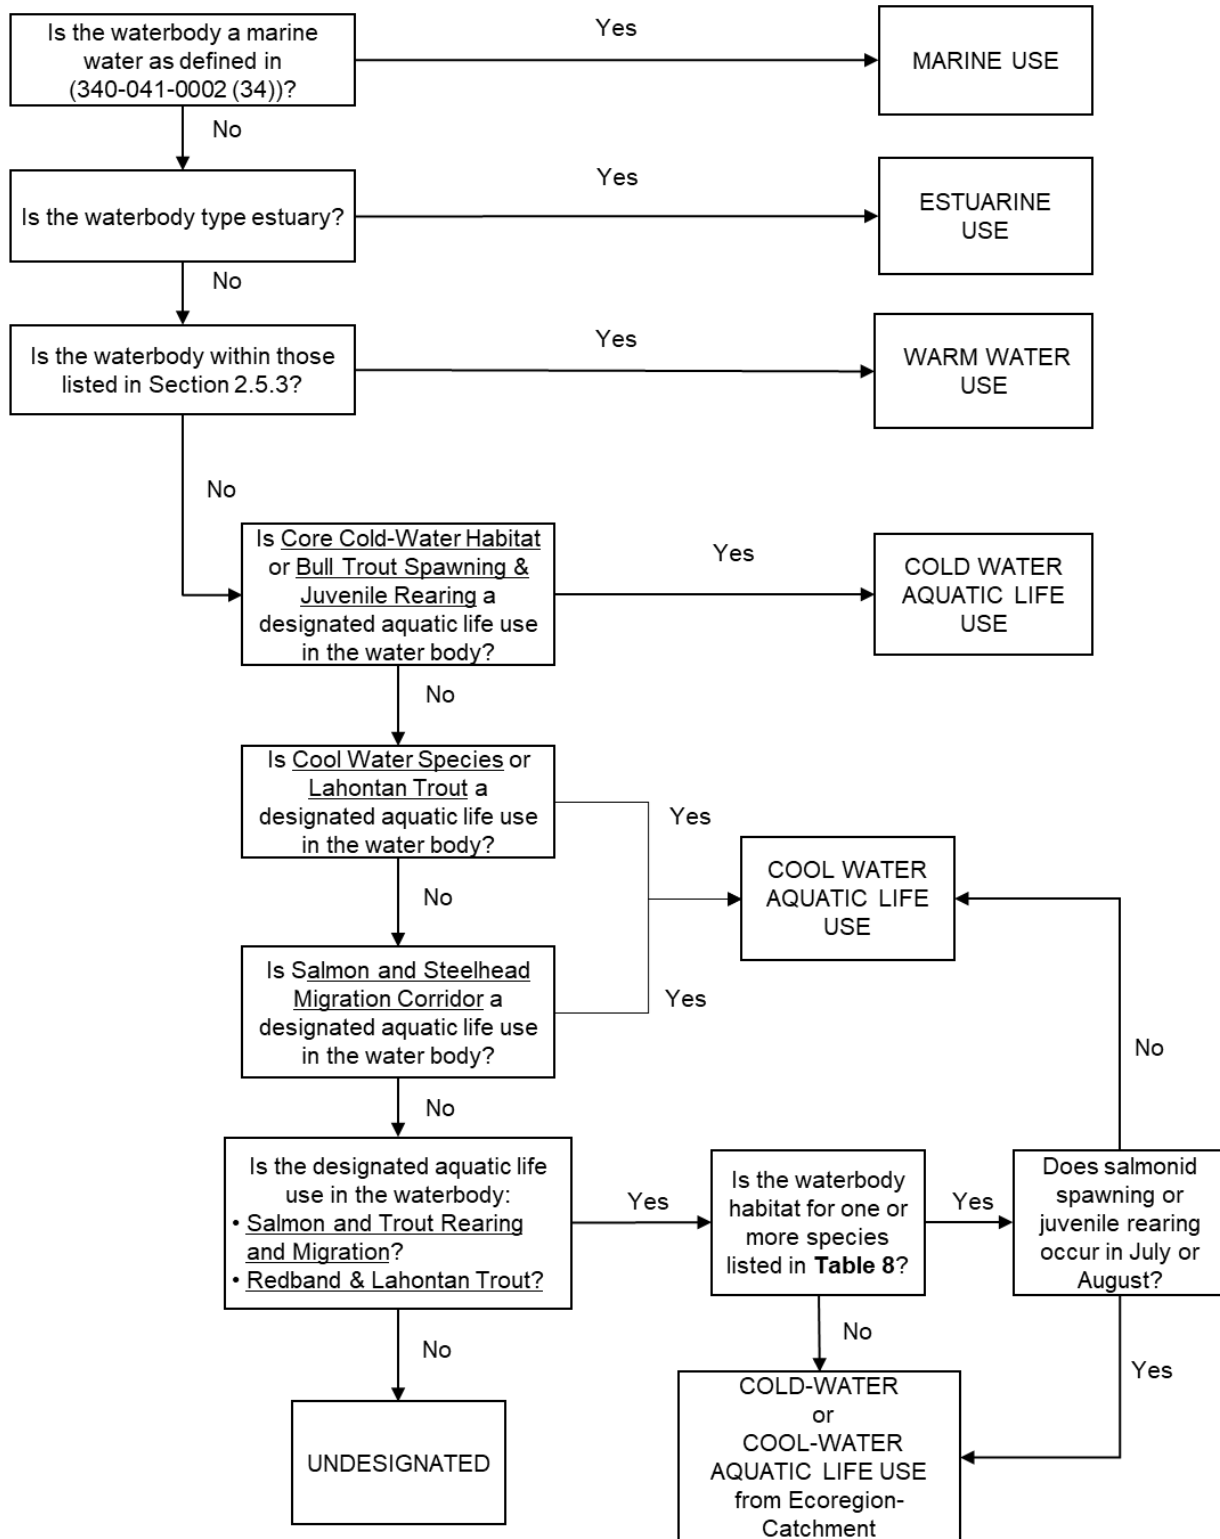 Is the waterbody a marine
water as defined in
(340-041-0002 (34))?
Yes
MARINE USE
No
Is the waterbody type estuary?
Yes
ESTUARINE
USE
No
Is the waterbody within those
listed in Section 2.5.3?
Yes
WARM WATER
USE
No
Is Core Cold-Water Habitat
or Bull Trout Spawning &
Juvenile Rearing a
designated aquatic life use
in the water body?
Yes
COLD WATER
AQUATIC LIFE
USE
No
Is Cool Water Species or
Lahontan Trout a
designated aquatic life use
in the water body?
Yes
COOL WATER
AQUATIC LIFE
USE
No
Is Salmon and Steelhead
Migration Corridor a
designated aquatic life use
in the water body?
Yes
No
No
Is the designated aquatic life
use in the waterbody:
• Salmon and Trout Rearing
and Migration?
• Redband & Lahontan Trout?
Yes
Is the waterbody
habitat for one or
more species
listed in Table 8?
Yes
Does salmonid
spawning or
juvenile rearing
occur in July or
August?
No
No
Yes
UNDESIGNATED
COLD-WATER
or
COOL-WATER
AQUATIC LIFE USE
from Ecoregion-
Catchment